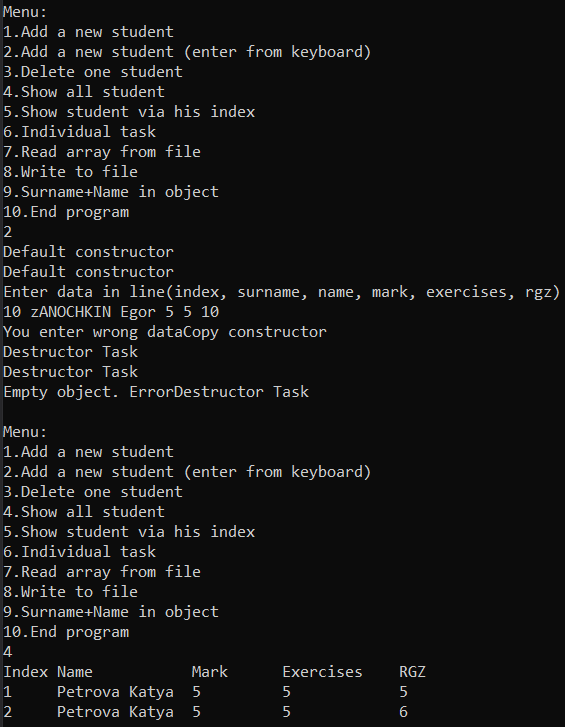 Menu:
1.Add a new student
2.Add a new student (enter from keyboard)
3.Delete one student
4.Show all student
5.Show student via his index
6.Individual task
7.Read array from file
8.Write to file
9.Surname+Name in object
10.End program
2
Default constructor
Default constructor
Enter data in line(index, surname, name, mark, exercises, rgz)
10 zANOCHKIN Egor 5 5 10
You enter wrong dataCopy constructor
Destructor Task
Destructor Task
Empty object. ErrorDestructor Task
Menu:
1.Add a new student
2.Add a new student (enter from keyboard)
3.Delete one student
4.Show all student
5.Show student via his index
6.Individual task
7.Read array from file
8.Write to file
9.Surname+Name in object
10.End program
4
Index Name           Mark      Exercises    RGZ
1     Petrova Katya  5         5            5
2     Petrova Katya  5         5            6